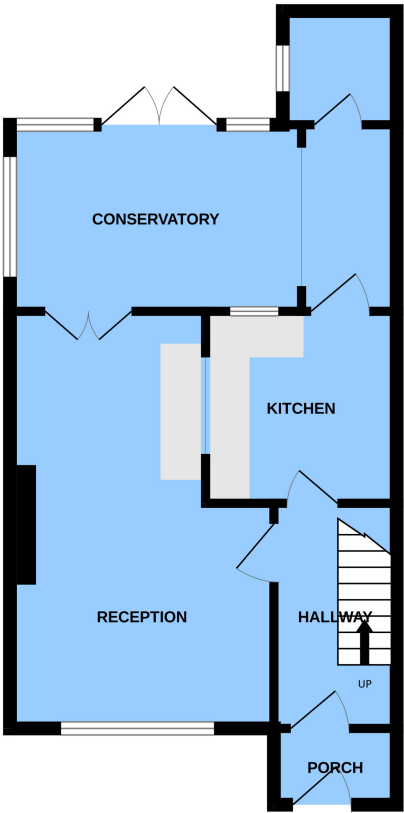 CONSERVATORY
KITCHEN
RECEPTION
HALLWAY
UP
PORCH